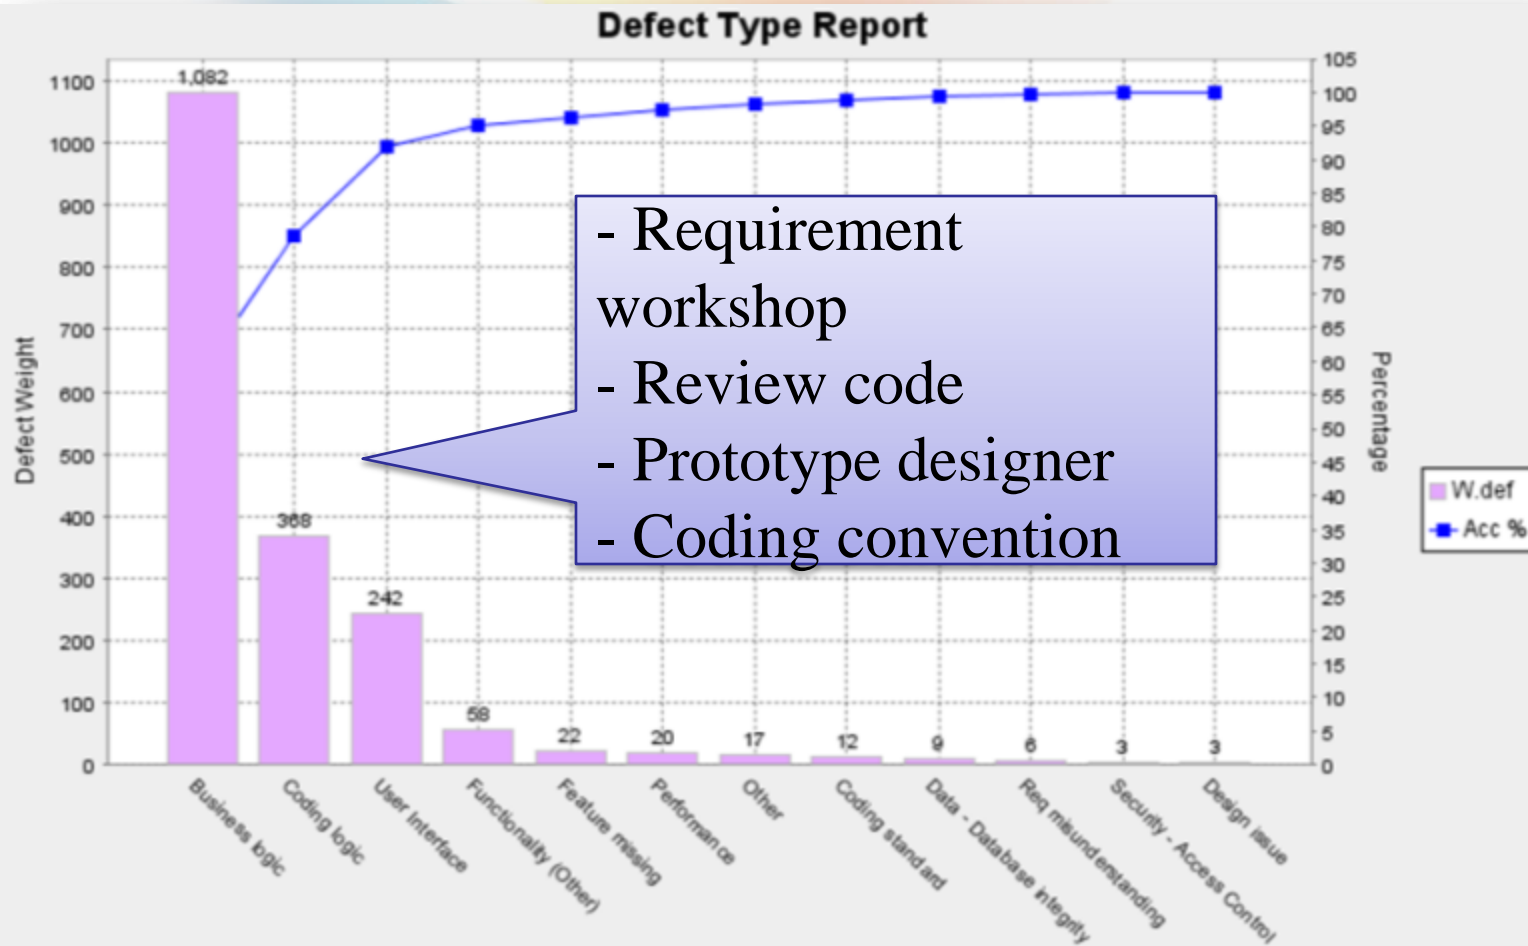 Defect Type Report
1100
1000
900
800
700
600
500
400
300
200
100
0
Defect Weight
1,082
368
242
58
22
20
17
12
9
6
3
3
- Requirement
workshop
- Review code
- Prototype designer
- Coding convention
105
100
95
90
85
80
75
70
65
60
55
50
45
40
35
30
25
20
15
10
5
0
Percentage
W.def
Acc %
Business logic
Coding logic
User Interface
Functionality (Other)
Feature missing
Performance
Other
Coding standard
Data - Database integrity
Req misunderstanding
Security - Access Control
Design issue